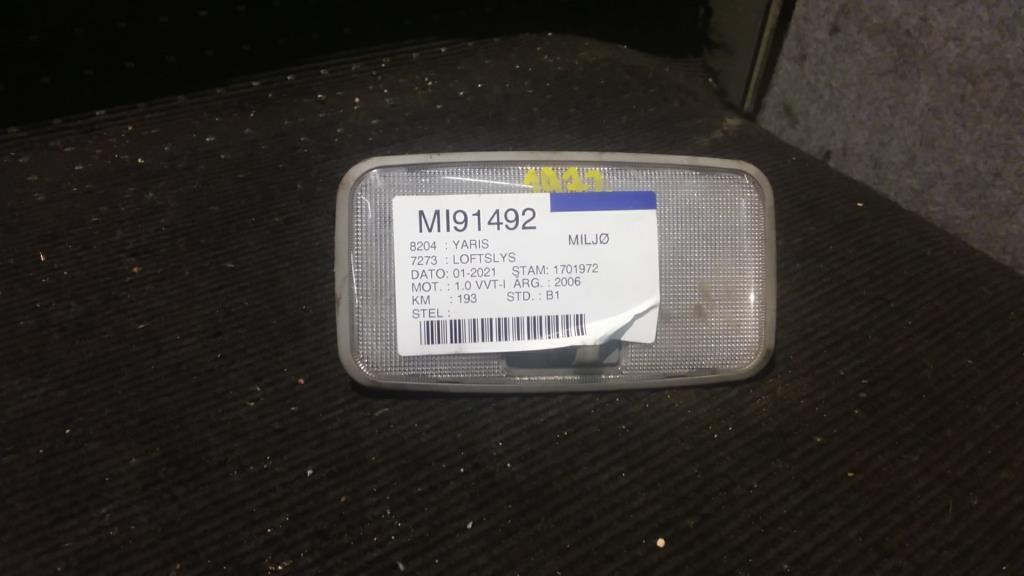 MI91492
8204 : YARIS MILJØ
7273 : LOFTSLYS
DATO: 01-2021 STAM: 1701972
MOT. : 1.0 VVT-I ARG. : 2006
KM : 193 STD. : B1
STEL :